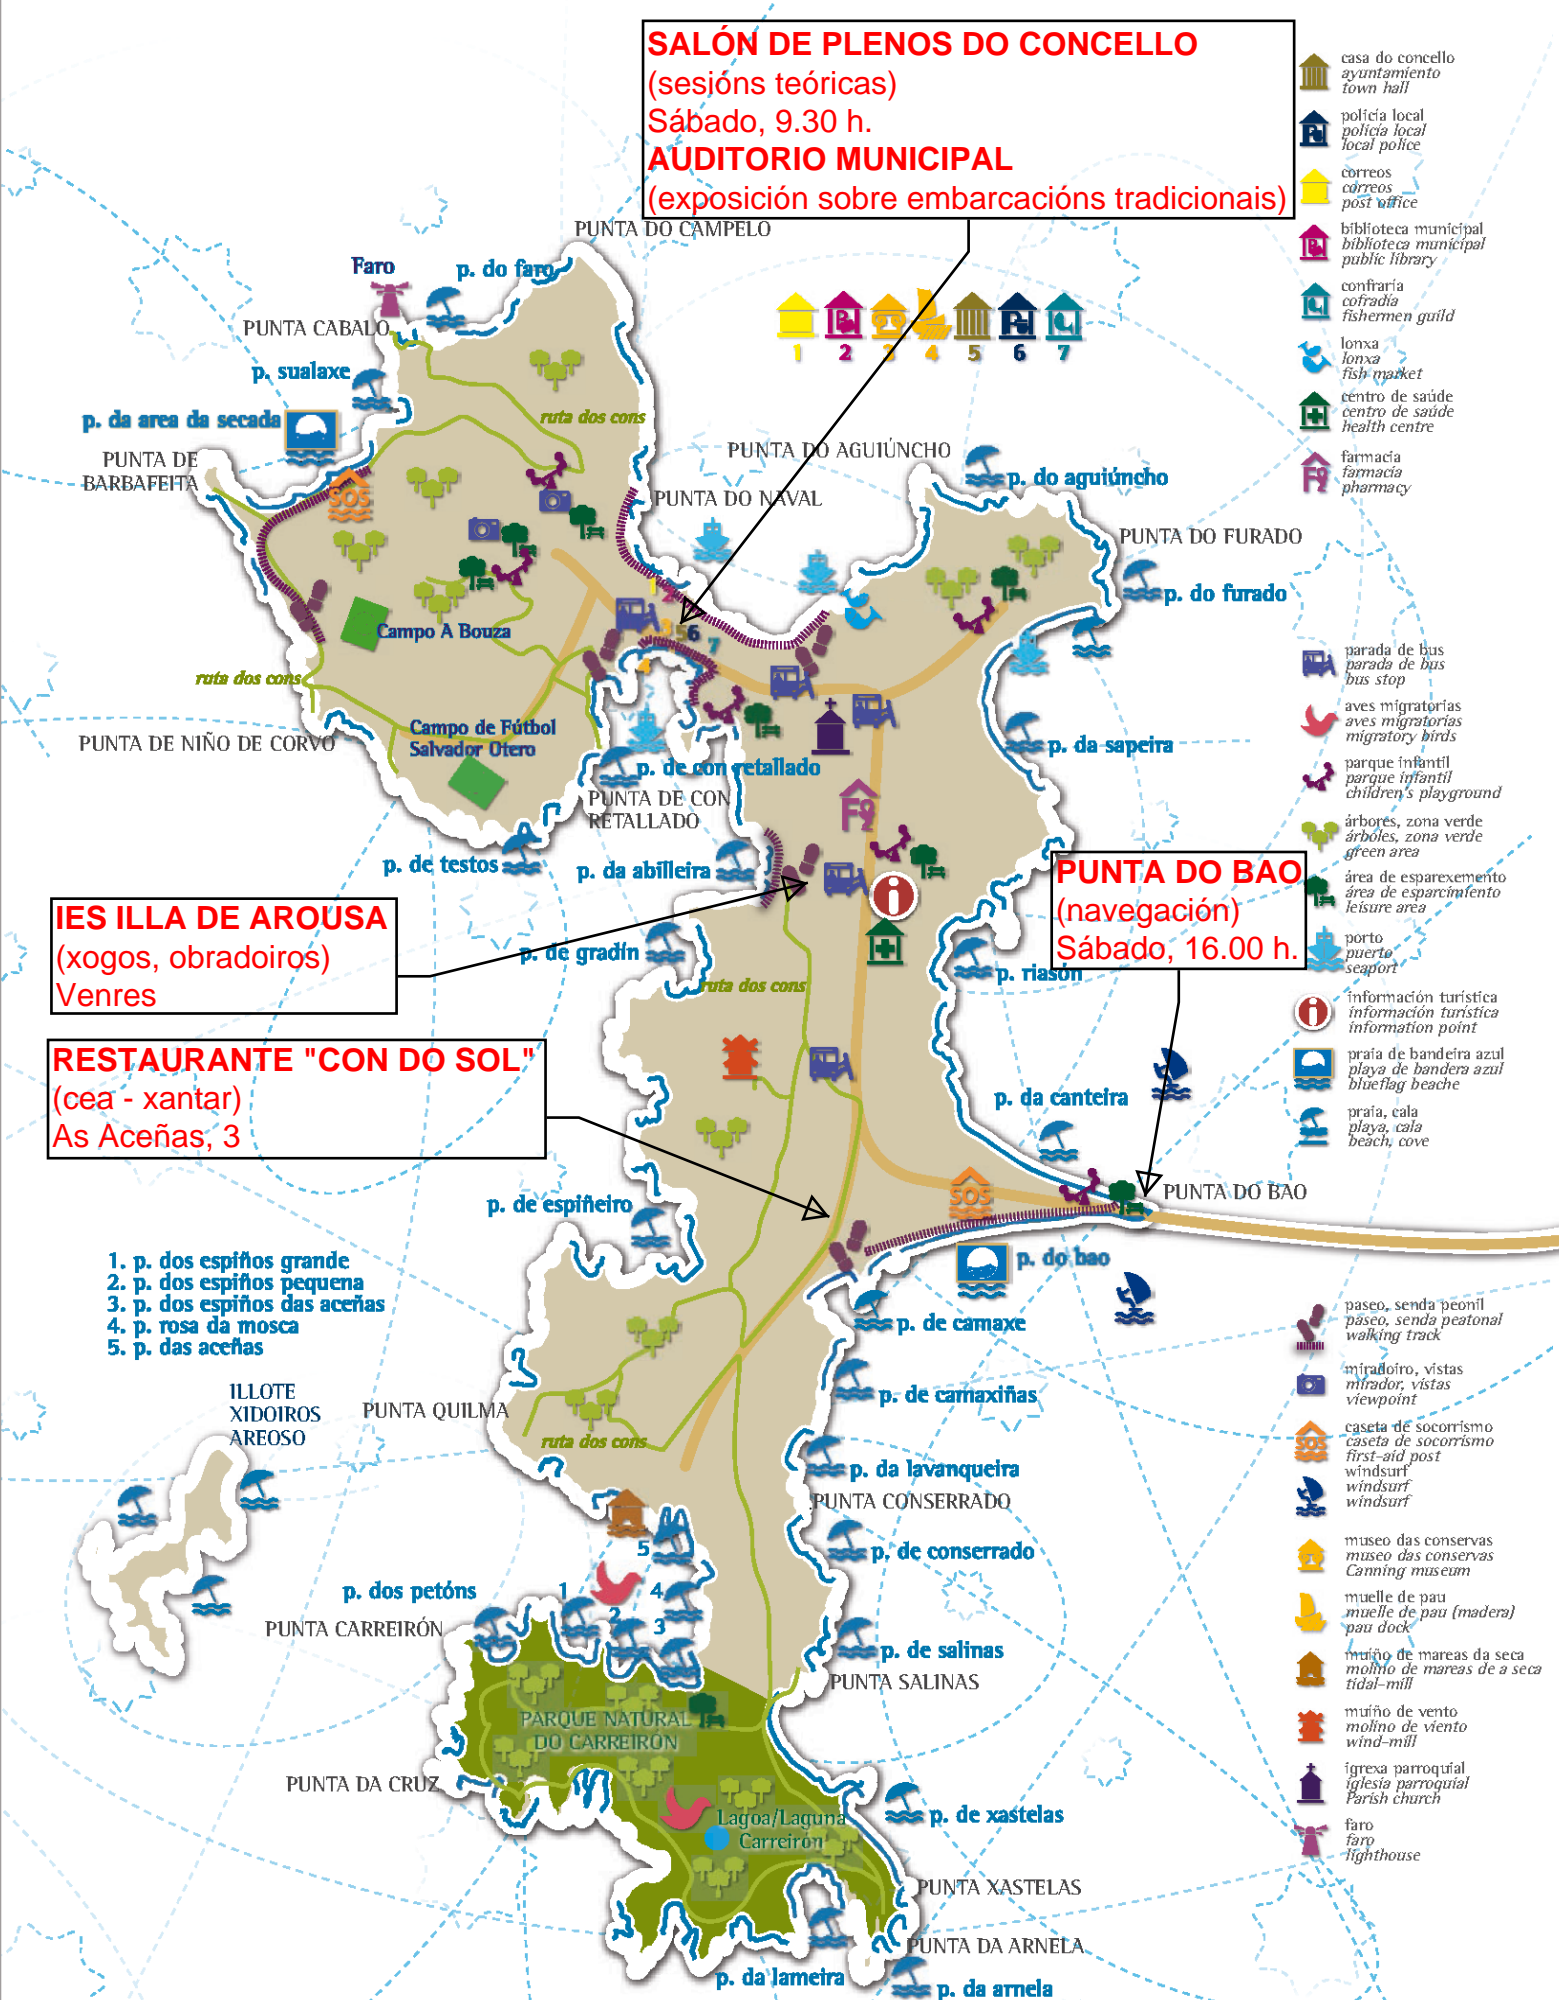 SALÓN DE PLENOS DO CONCELLO
(sesións teóricas)
Sábado, 9.30 h.
AUDITORIO MUNICIPAL
(exposición sobre embarcacións tradicionais)
PUNTA DO CAMPELO
Faro
p. do faro
PUNTA CABALO
p. sualaxe
p. da area da secada
PUNTA DE
BARBAFEITA
SOS
ruta dos cons
1 2 3 4 5 6 7
PUNTA DO AGUIÚNCHO
p. do aguiúncho
PUNTA DO NAVAL
PUNTA DO FURADO
p. do furado
1
2
3
5
6
7
4
Campo A Bouza
ruta dos cons
PUNTA DE NIÑO DE CORVO
Campo de Fútbol
Salvador Otero
p. da sapeira
p. de con retallado
PUNTA DE CON
RETALLADO
p. de testos
p. da abilleira
PUNTA DO BAO
(navegación)
Sábado, 16.00 h.
IES ILLA DE AROUSA
(xogos, obradoiros)
Venres
p. de gradín
p. riasón
ruta dos cons
RESTAURANTE "CON DO SOL"
(cea - xantar)
As Aceñas, 3
p. da canteira
SOS
PUNTA DO BAO
p. de espiñeiro
p. do bao
1. p. dos espiños grande
2. p. dos espiños pequena
3. p. dos espiños das aceñas
4. p. rosa da mosca
5. p. das aceñas
p. de camaxe
p. de camaxiñas
ILLOTE
XIDOIROS
AREOSO
PUNTA QUILMA
ruta dos cons
p. da lavanqueira
PUNTA CONSERRADO
p. de conserrado
5
1
4
2
3
p. dos petóns
PUNTA CARREIRÓN
p. de salinas
PUNTA SALINAS
PARQUE NATURAL
DO CARREIRÓN
PUNTA DA CRUZ
Lagoa/Laguna
Carreirón
p. de xastelas
PUNTA XASTELAS
PUNTA DA ARNELA
p. da lameira
p. da arnela
casa do concello
ayuntamiento
town hall
policía local
policía local
local police
correos
correos
post office
biblioteca municipal
biblioteca municipal
public library
confraría
cofradía
fishermen guild
lonxa
lonxa
fish market
centro de saúde
centro de saúde
health centre
farmacia
farmacia
pharmacy
parada de bus
parada de bus
bus stop
aves migratorias
aves migratorias
migratory birds
parque infantil
parque infantil
children's playground
árbores, zona verde
árboles, zona verde
green area
área de esparexemento
área de esparcimiento
leisure area
porto
puerto
seaport
información turística
información turística
information point
praia de bandeira azul
playa de bandera azul
blueflag beache
praia, cala
playa, cala
beach, cove
paseo, senda peonil
paseo, senda peatonal
walking track
miradoiro, vistas
mirador, vistas
viewpoint
caseta de socorrismo
caseta de socorrismo
first-aid post
windsurf
windsurf
windsurf
museo das conservas
museo das conservas
Canning museum
muelle de pau
muelle de pau (madera)
pau dock
muíño de mareas da seca
molino de mareas de a seca
tidal-mill
muíño de vento
molino de viento
wind-mill
igrexa parroquial
iglesia parroquial
Parish church
faro
faro
lighthouse